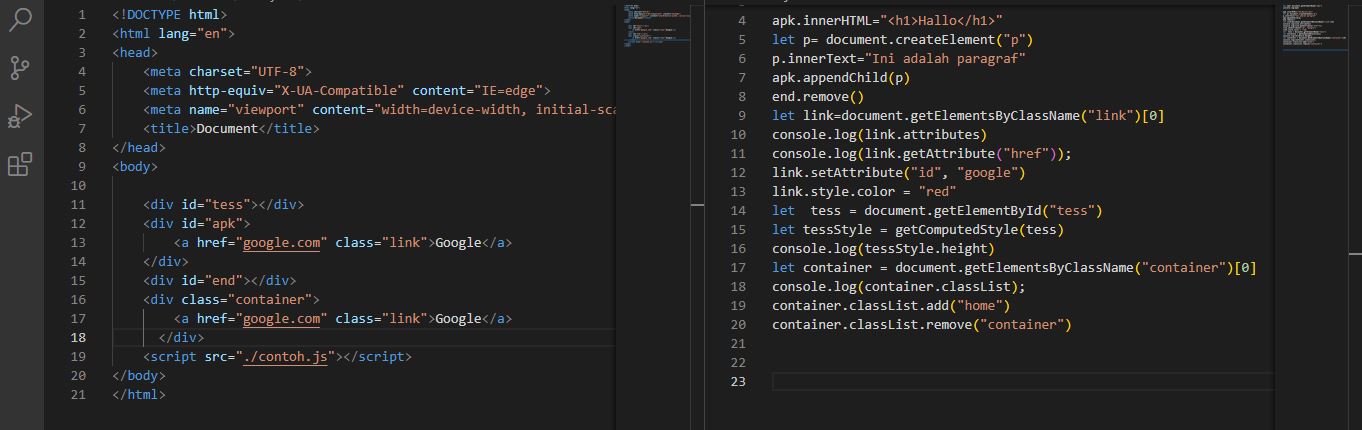 1 <!DOCTYPE html>
2 <html lang="en">
3 <head>
4 <meta charset="UTF-8">
5 <meta http-equiv="X-UA-Compatible" content="IE=edge">
6 <meta name="viewport" content="width=device-width, initial-sca
7 <title>Document</title>
8 </head>
9 <body>
10
11 <div id="tess"></div>
12 <div id="apk">
13 <a href="google.com" class="link">Google</a>
14 </div>
15 <div id="end"></div>
16 <div class="container">
17 <a href="google.com" class="link">Google</a>
18 </div>
19 <script src="./contoh.js"></script>
20 </body>
21 </html>
4 apk.innerHTML="<h1>Hallo</h1>"
5 let p= document.createElement("p")
6 p.innerText="Ini adalah paragraf"
7 apk.appendChild(p)
8 end.remove()
9 let link=document.getElementsByClassName("link")[0]
10 console.log(link.attributes)
11 console.log(link.getAttribute("href"));
12 link.setAttribute("id", "google")
13 link.style.color = "red"
14 let  tess = document.getElementById("tess")
15 let tessStyle = getComputedStyle(tess)
16 console.log(tessStyle.height)
17 let container = document.getElementsByClassName("container")[0]
18 console.log(container.classList);
19 container.classList.add("home")
20 container.classList.remove("container")
21
22
23